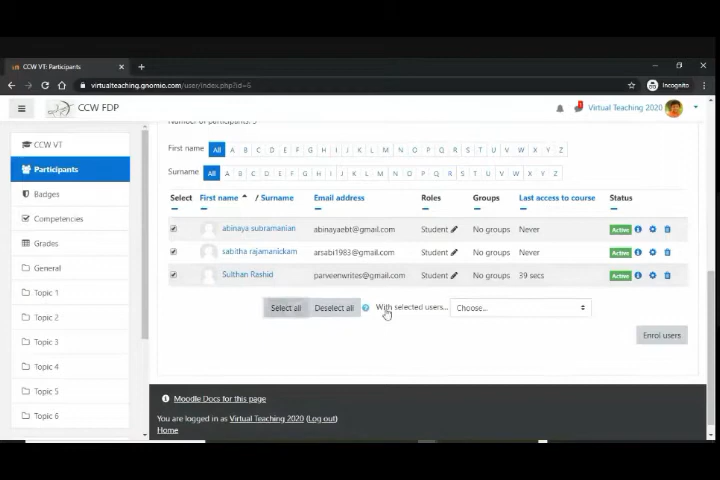 CCW VT: Participants
virtualteaching.gnomio.com/user/index.php?id=6
Incognito
CCW FDP
Virtual Teaching 2020
CCW VT
Participants
Badges
Competencies
Grades
General
Topic 1
Topic 2
Topic 3
Topic 4
Topic 5
Topic 6
Number of participants: 3
First name All A B C D E F G H I J K L M N O P Q R S T U V W X Y Z
Surname All A B C D E F G H I J K L M N O P Q R S T U V W X Y Z
Select First name / Surname Email address Roles Groups Last access to course Status
abinaya subramanian abinayaebt@gmail.com Student No groups Never Active
sabitha rajamanickam arsabi1983@gmail.com Student No groups Never Active
Sulthan Rashid parveenwrites@gmail.com Student No groups 39 secs Active
Select all Deselect all With selected users... Choose...
Enrol users
Moodle Docs for this page
You are logged in as Virtual Teaching 2020 (Log out)
Home